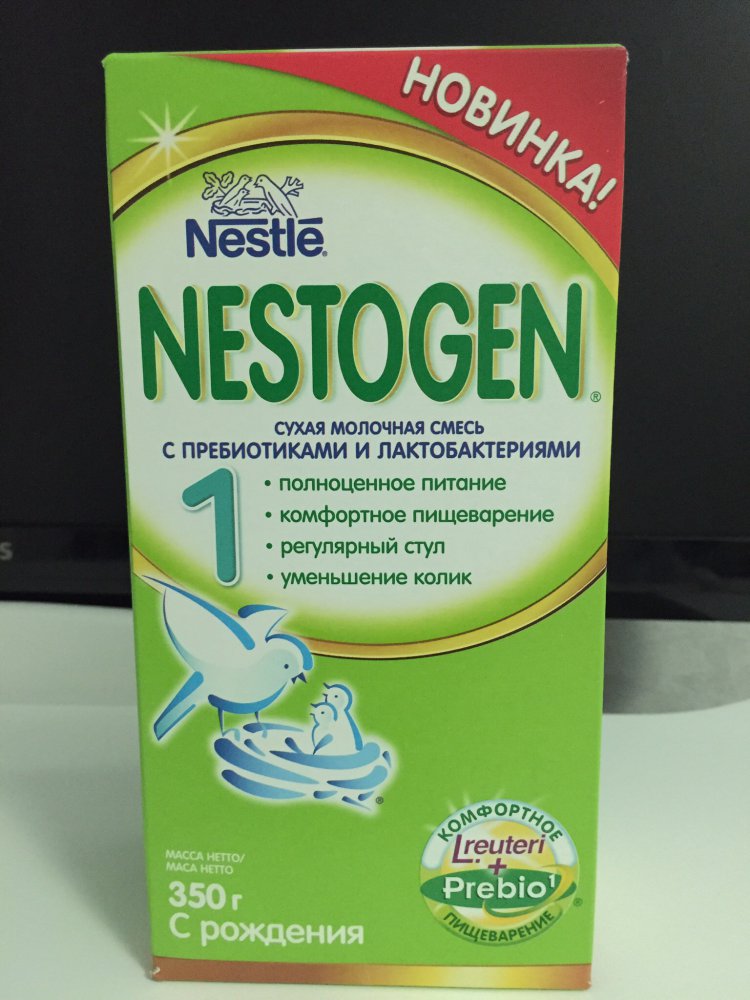 НОВИНКА!
Nestlé®
NESTOGEN®
СУХАЯ МОЛОЧНАЯ СМЕСЬ
С ПРЕБИОТИКАМИ И ЛАКТОБАКТЕРИЯМИ
1
• полноценное питание
• комфортное пищеварение
• регулярный стул
• уменьшение колик
®
КОМФОРТНОЕ
L.reuteri
+
Prebio¹
ПИЩЕВАРЕНИЕ
®
МАССА НЕТТО/
МАСА НЕТТО
350 г
С рождения